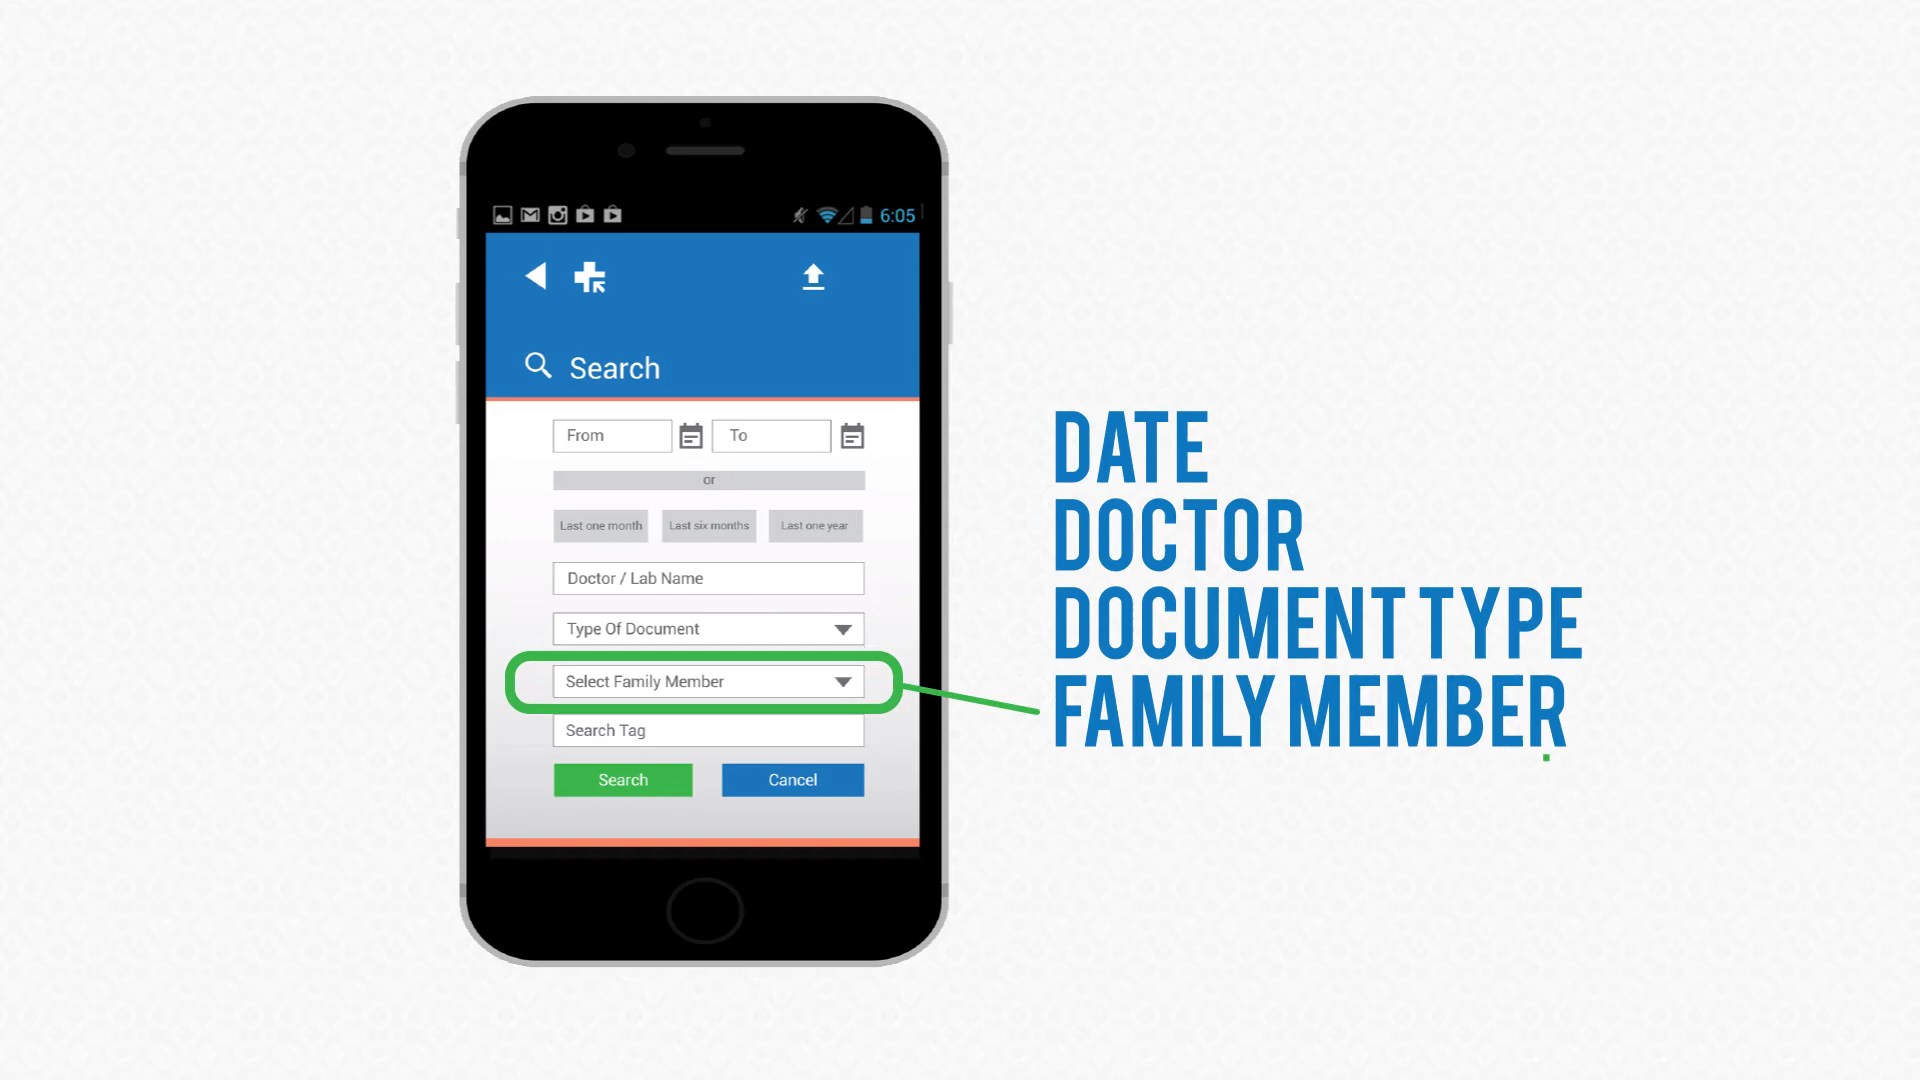 6:05
Search
From To
or
Last one month Last six months Last one year
Doctor / Lab Name
Type Of Document
Select Family Member
Search Tag
Search Cancel
DATE
DOCTOR
DOCUMENT TYPE
FAMILY MEMBER